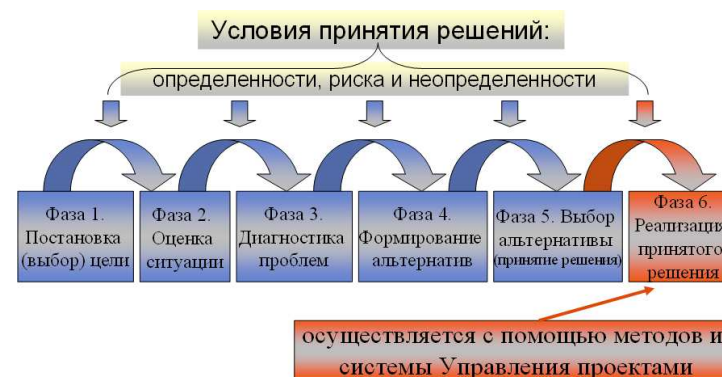 Условия принятия решений:
определенности, риска и неопределенности
Фаза 1.
Постановка
(выбор) цели
Фаза 2.
Оценка
ситуации
Фаза 3.
Диагностика
проблем
Фаза 4.
Формирование
альтернатив
Фаза 5. Выбор
альтернативы
(принятие решения)
Фаза 6.
Реализация
принятого
решения
осуществляется с помощью методов и
системы Управления проектами